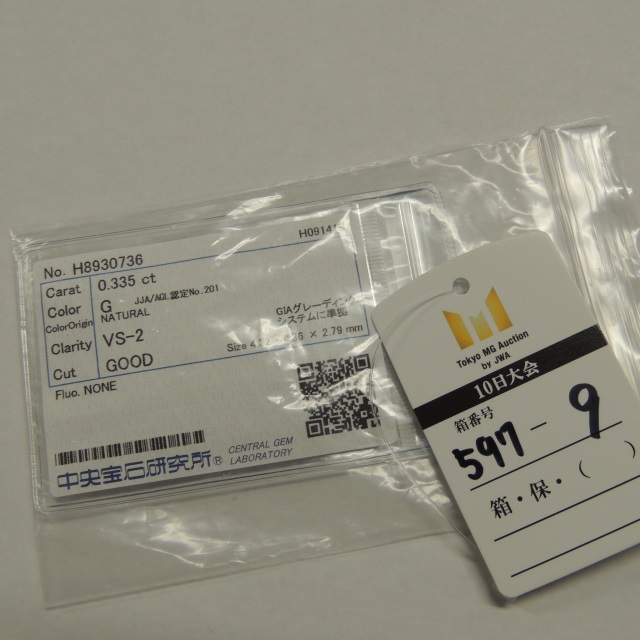 No. H8930736
H0914
Carat 0.335 ct
Color G JJA/AGL認定No.201
ColorOrigin NATURAL
GIAグレーディング
システムに準拠
Clarity VS-2
Size 4. × 2.79 mm
Cut GOOD
Fluo. NONE
中央宝石研究所® CENTRAL GEM
LABORATORY
Tokyo MG Auction
by JWA
10日大会
箱番号
597-9
箱・保・( )